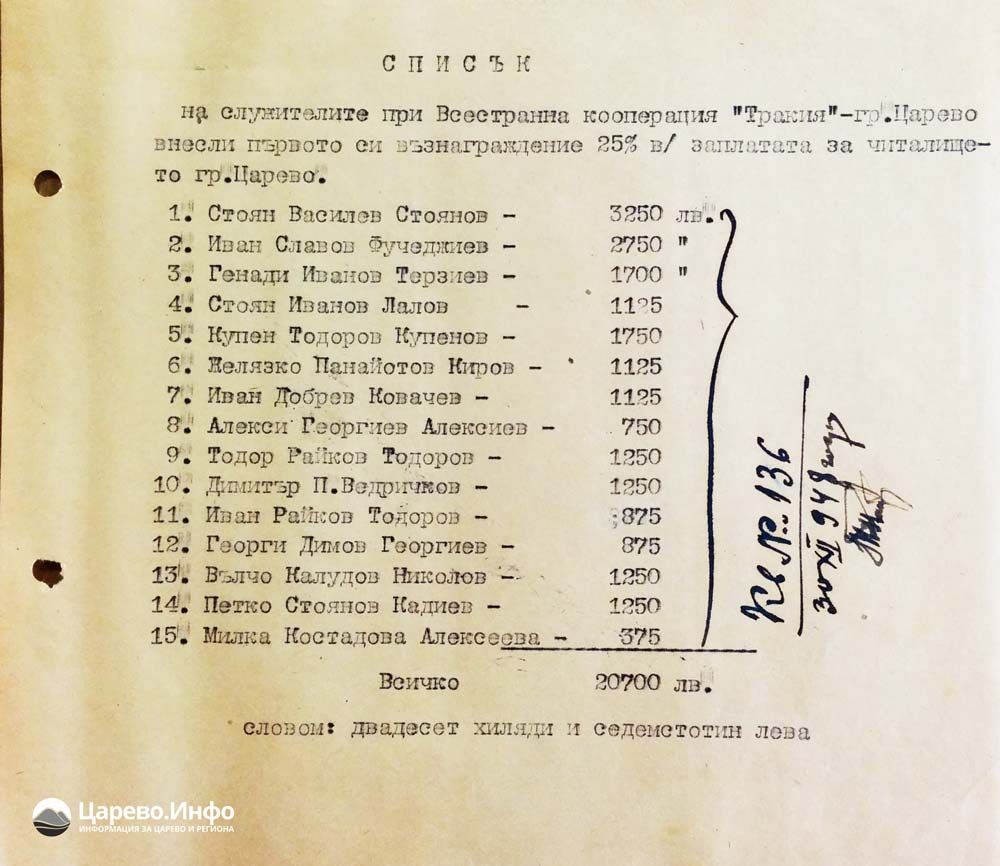 СПИСЪК
на служителите при Всестранна кооперация "Тракия"-гр.Царево
внесли първото си възнаграждение 25% в/ заплатата за читалище-
то гр.Царево.
1. Стоян Василев Стоянов - 3250 лв.
2. Иван Славов Фучеджиев - 2750 "
3. Генади Иванов Терзиев - 1700 "
4. Стоян Иванов Лалов - 1125
5. Купен Тодоров Купенов - 1750
6. Желязко Панайотов Киров - 1125
7. Иван Добрев Ковачев - 1125
8. Алекси Георгиев Алексиев - 750
9. Тодор Райков Тодоров - 1250
10. Димитър П.Ведричков - 1250
11. Иван Райков Тодоров - 875
12. Георги Димов Георгиев - 875
13. Вълчо Калудов Николов - 1250
14. Петко Стоянов Кадиев - 1250
15. Милка Костадова Алексеева - 375
Всичко 20700 лв.
словом: двадесет хиляди и седемстотин лева
Кв №. 136
30 XII 948 год
Царево.Инфо
ИНФОРМАЦИЯ ЗА ЦАРЕВО И РЕГИОНА